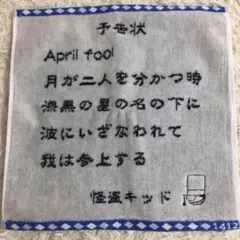 予告状
April fool
月が二人を分かつ時
漆黒の星の名の下に
波にいざなわれて
我は参上する
怪盗キッド
1412